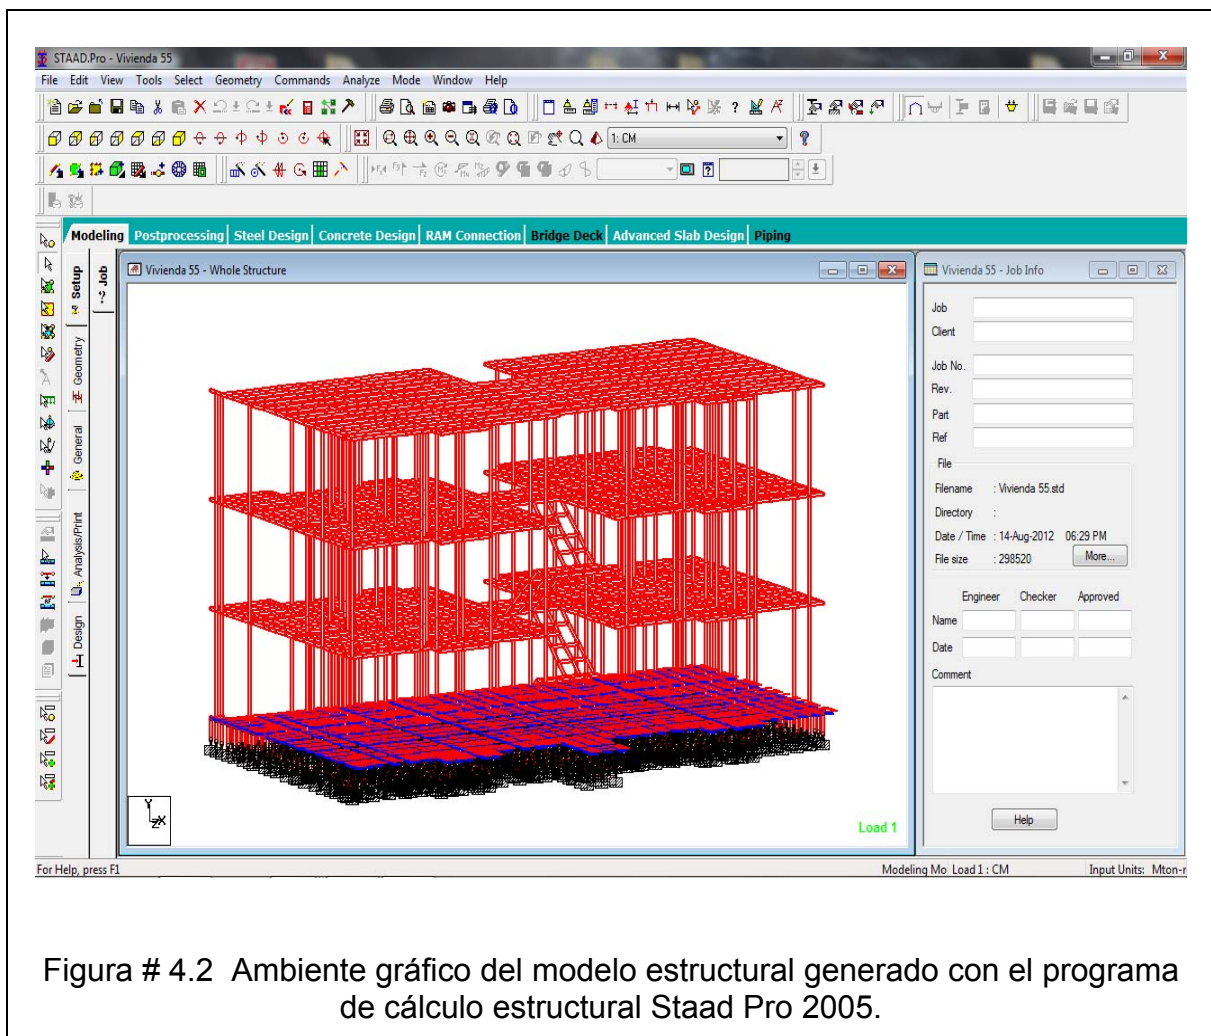 STAAD.Pro - Vivienda 55
File Edit View Tools Select Geometry Commands Analyze Mode Window Help
1: CM
Modeling Postprocessing Steel Design Concrete Design RAM Connection Bridge Deck Advanced Slab Design Piping
Setup
Geometry
General
Analysis/Print
Design
Job
Vivienda 55 - Whole Structure
Load 1
Vivienda 55 - Job Info
Job
Client
Job No.
Rev.
Part
Ref
File
Filename : Vivienda 55.std
Directory :
Date / Time : 14-Aug-2012 06:29 PM
File size : 298520 More...
Engineer Checker Approved
Name
Date
Comment
Help
For Help, press F1 Modeling Mo Load 1 : CM Input Units: Mton-r
Figura # 4.2 Ambiente gráfico del modelo estructural generado con el programa
de cálculo estructural Staad Pro 2005.